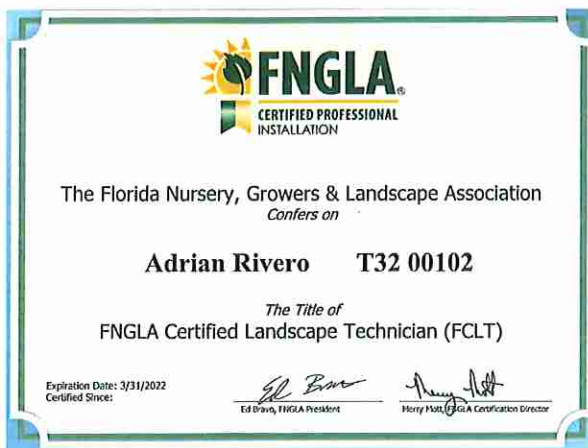 FNGLA®
CERTIFIED PROFESSIONAL
INSTALLATION
The Florida Nursery, Growers & Landscape Association
Confers on
Adrian Rivero T32 00102
The Title of
FNGLA Certified Landscape Technician (FCLT)
Expiration Date: 3/31/2022
Certified Since:
Ed Bravo, FNGLA President
Merry Mott, FNGLA Certification Director